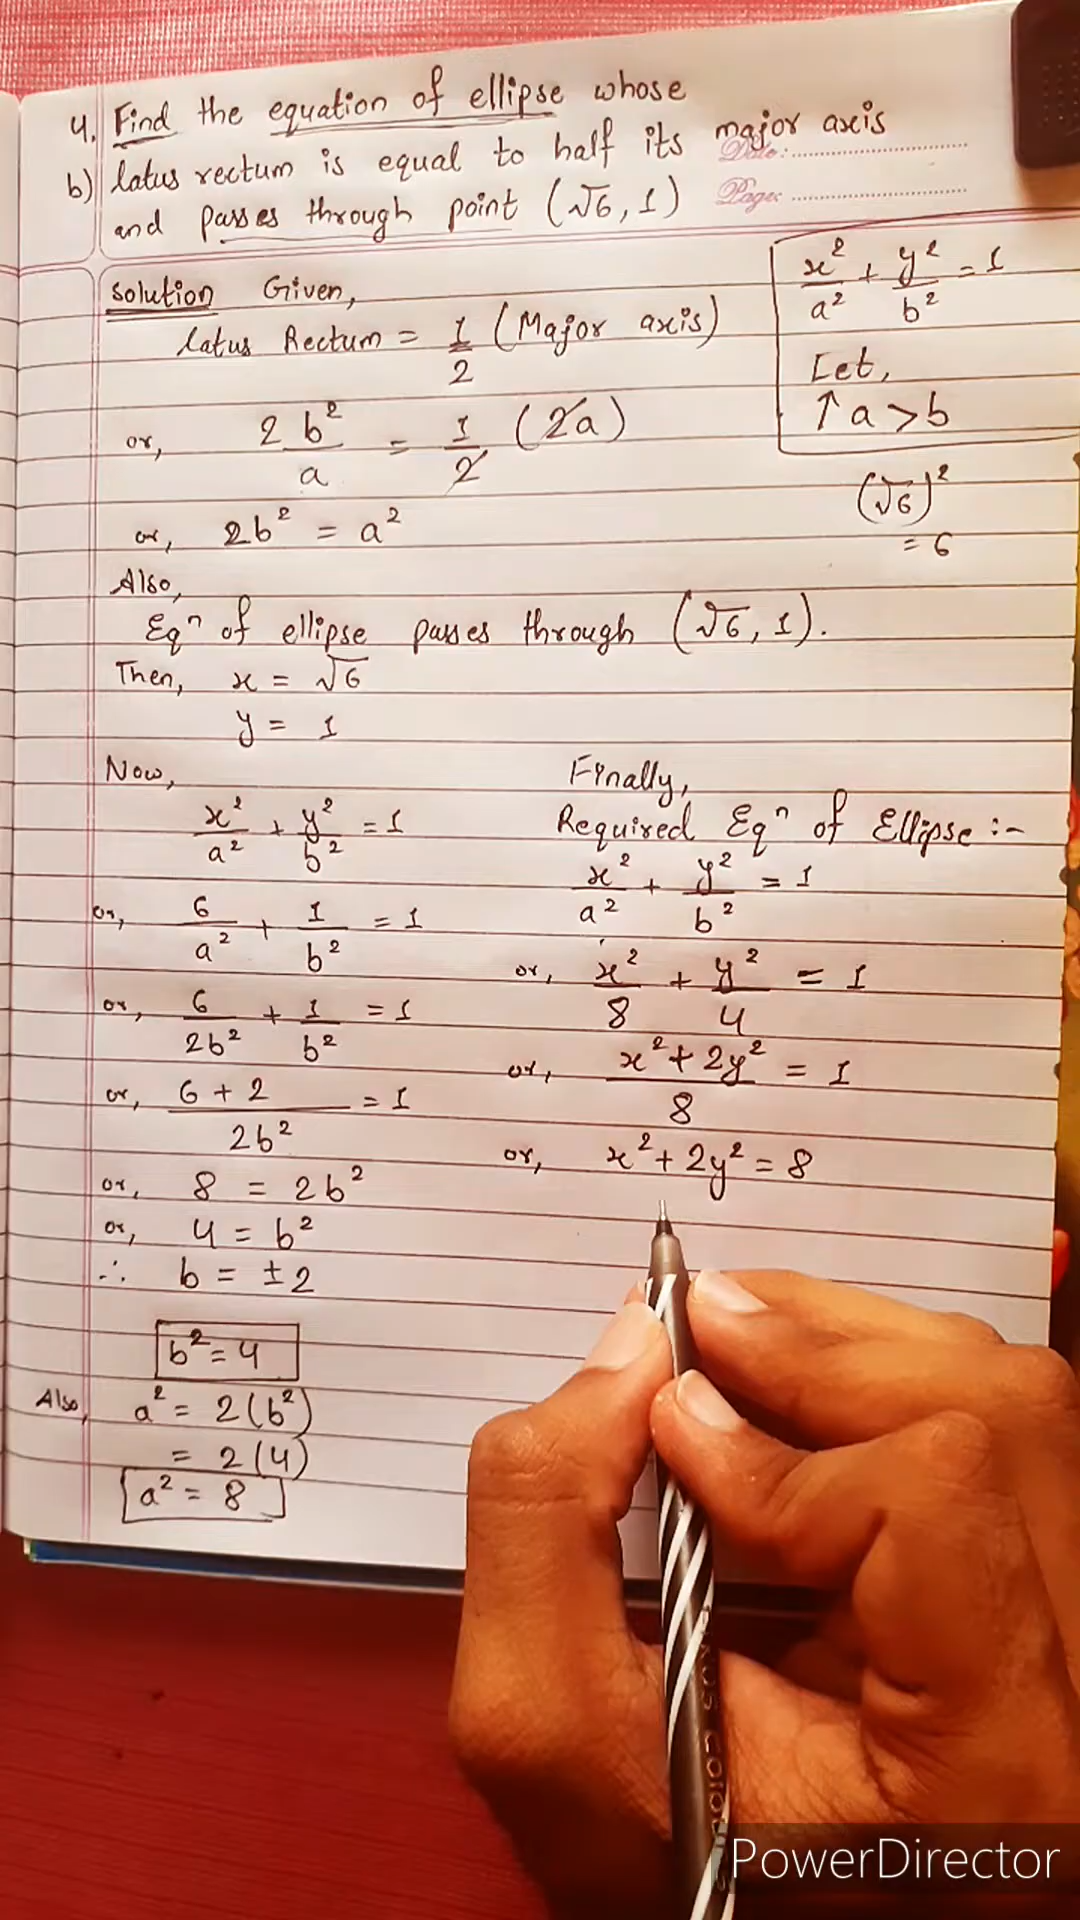 4. Find the equation of ellipse whose
b) latus rectum is equal to half its major axis
Date:
and passes through point (√6, 1)
Page:
Solution Given,
latus Rectum = 1/2 (Major axis)
x²/a² + y²/b² = 1
Let,
↑ a > b
or, 2b²/a = 1/2 (2a)
(√6)²
= 6
or, 2b² = a²
Also,
Eqⁿ of ellipse passes through (√6, 1).
Then, x = √6
y = 1
Now,
x²/a² + y²/b² = 1
or, 6/a² + 1/b² = 1
or, 6/2b² + 1/b² = 1
or, 6 + 2/2b² = 1
or, 8 = 2b²
or, 4 = b²
∴ b = ±2
b² = 4
Also, a² = 2(b²)
= 2(4)
a² = 8
Finally,
Required Eqⁿ of Ellipse :-
x²/a² + y²/b² = 1
or, x²/8 + y²/4 = 1
or, x² + 2y²/8 = 1
or, x² + 2y² = 8
PowerDirector